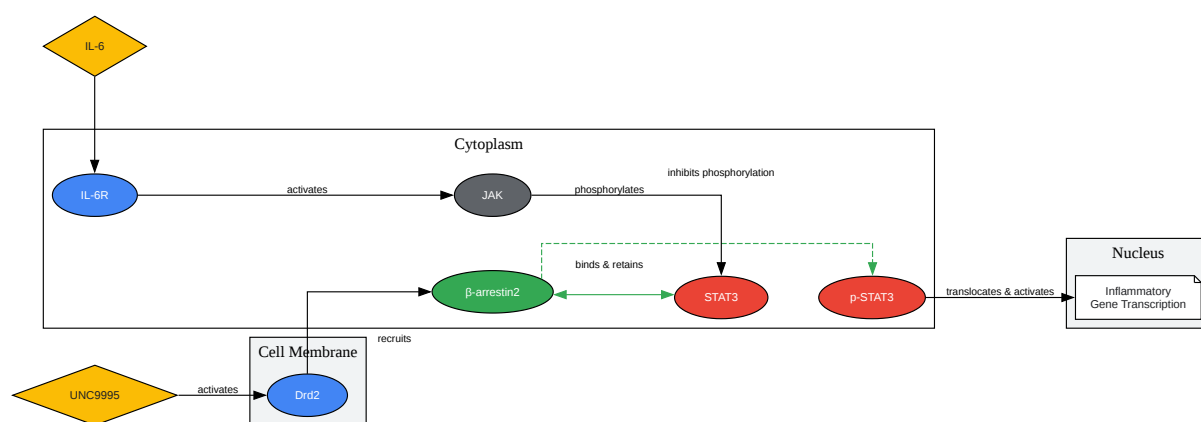 IL-6
Cytoplasm
inhibits phosphorylation
IL-6R
activates
JAK
phosphorylates
Nucleus
binds & retains
β-arrestin2
STAT3
p-STAT3
translocates & activates
Inflammatory
Gene Transcription
recruits
Cell Membrane
UNC9995
activates
Drd2